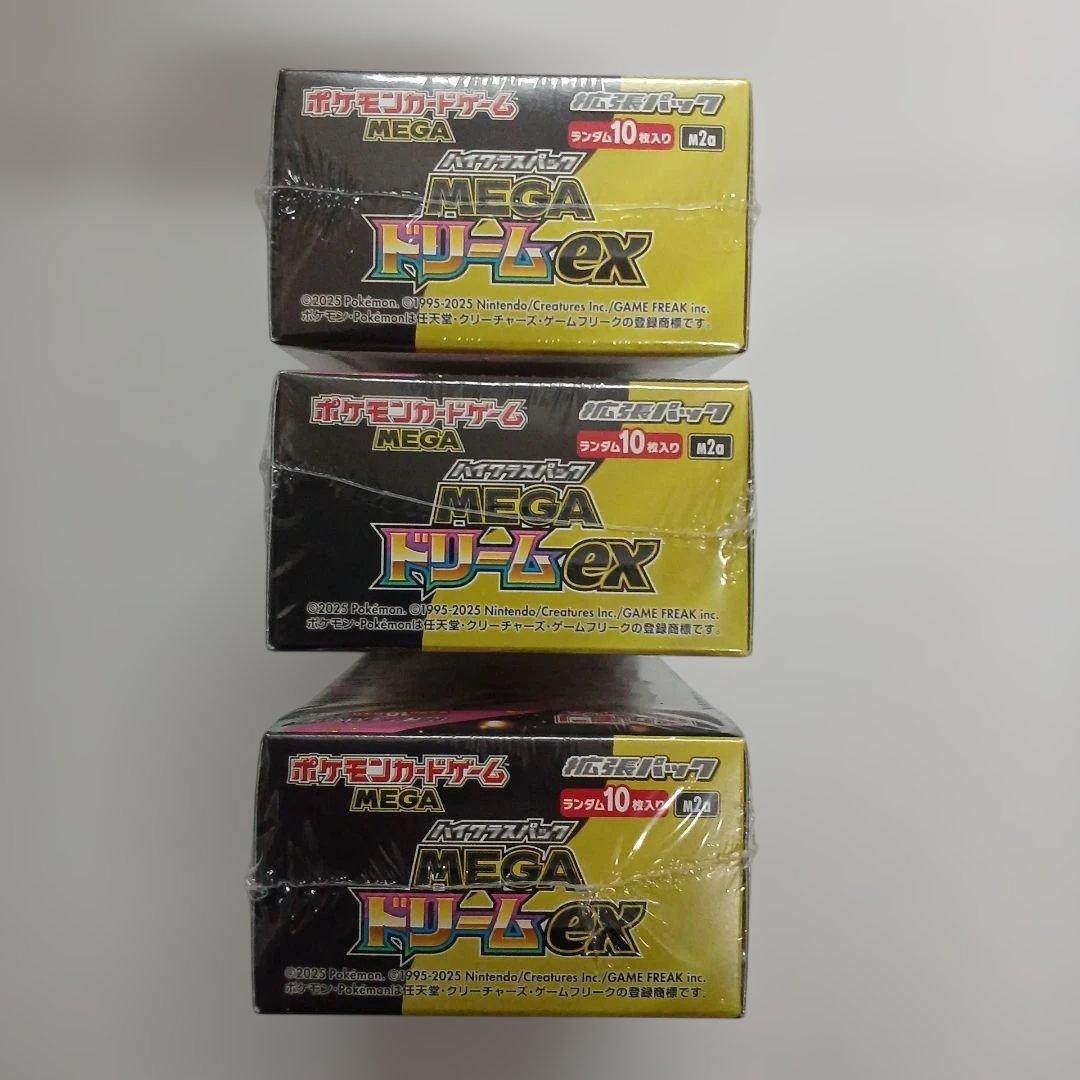 ポケモンカードゲーム
MEGA
拡張パック
ランダム10枚入り
M2a
ハイクラスパック
MEGA
ドリームex
©2025 Pokémon. ©1995-2025 Nintendo/Creatures Inc./GAME FREAK inc.
ポケモン・Pokémonは任天堂・クリーチャーズ・ゲームフリークの登録商標です。
ポケモンカードゲーム
MEGA
拡張パック
ランダム10枚入り
M2a
ハイクラスパック
MEGA
ドリームex
©2025 Pokémon. ©1995-2025 Nintendo/Creatures Inc./GAME FREAK inc.
ポケモン・Pokémonは任天堂・クリーチャーズ・ゲームフリークの登録商標です。
ポケモンカードゲーム
MEGA
拡張パック
ランダム10枚入り
M2a
ハイクラスパック
MEGA
ドリームex
©2025 Pokémon. ©1995-2025 Nintendo/Creatures Inc./GAME FREAK inc.
ポケモン・Pokémonは任天堂・クリーチャーズ・ゲームフリークの登録商標です。